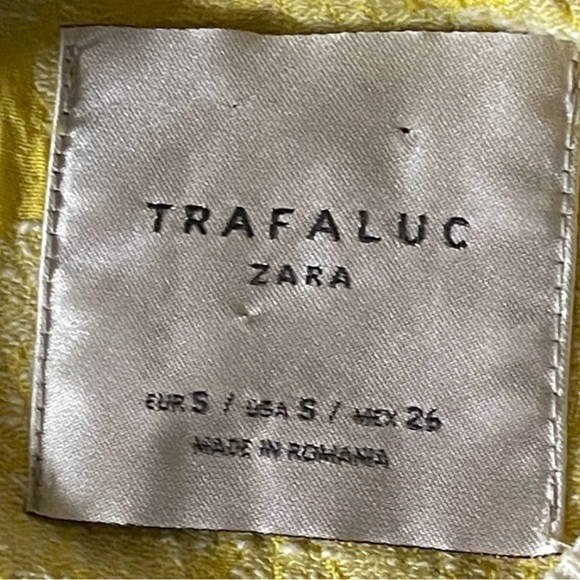 TRAFALUC
ZARA
EUR S / USA S / MEX 26
MADE IN ROMANIA